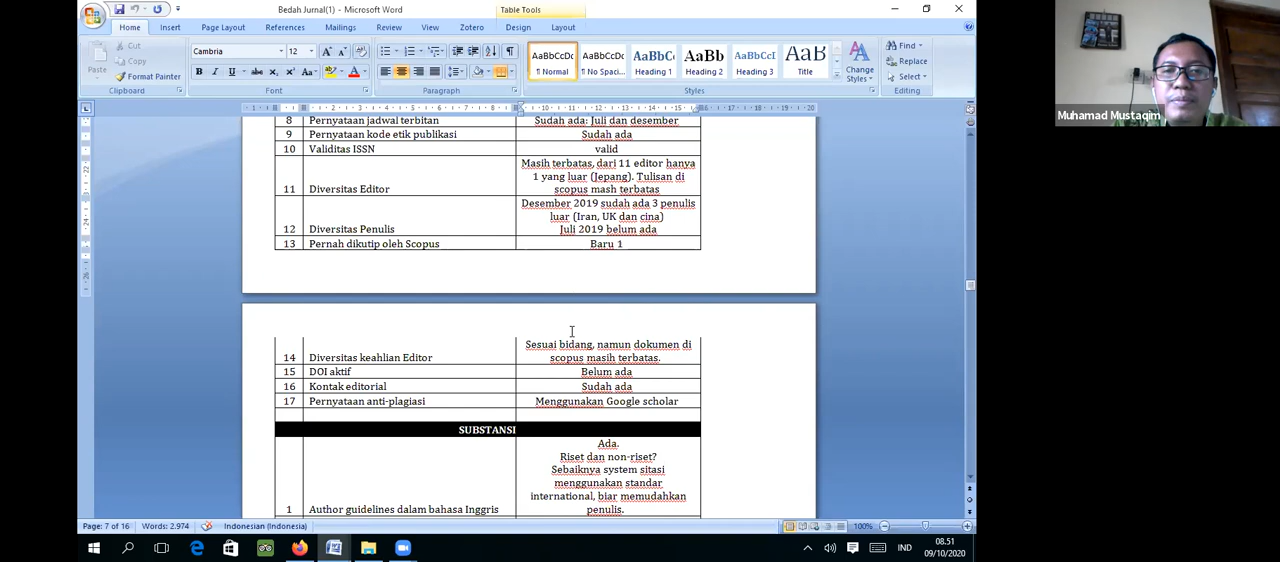 Bedah Jurnal(1) - Microsoft Word
Table Tools
Home
Insert
Page Layout
References
Mailings
Review
View
Zotero
Design
Layout
Cut
Copy
Format Painter
Paste
Clipboard
Cambria
12
Font
Paragraph
AaBbCcDc
¶ Normal
AaBbCcDc
¶ No Spaci...
AaBbC
Heading 1
AaBb
Heading 2
AaBbCcI
Heading 3
AaB
Title
Change
Styles
Styles
Find
Replace
Select
Editing
8 Pernyataan jadwal terbitan Sudah ada: Juli dan desember
9 Pernyataan kode etik publikasi Sudah ada
10 Validitas ISSN valid
Masih terbatas, dari 11 editor hanya
1 yang luar (Jepang). Tulisan di
11 Diversitas Editor scopus mash terbatas
Desember 2019 sudah ada 3 penulis
luar (Iran, UK dan cina)
12 Diversitas Penulis Juli 2019 belum ada
13 Pernah dikutip oleh Scopus Baru 1
Sesuai bidang, namun dokumen di
14 Diversitas keahlian Editor scopus masih terbatas.
15 DOI aktif Belum ada
16 Kontak editorial Sudah ada
17 Pernyataan anti-plagiasi Menggunakan Google scholar
SUBSTANSI
Ada.
Riset dan non-riset?
Sebaiknya system sitasi
menggunakan standar
international, biar memudahkan
1 Author guidelines dalam bahasa Inggris penulis.
Page: 7 of 16
Words: 2.974
Indonesian (Indonesia)
100%
IND
08.51
09/10/2020
Muhamad Mustaqim